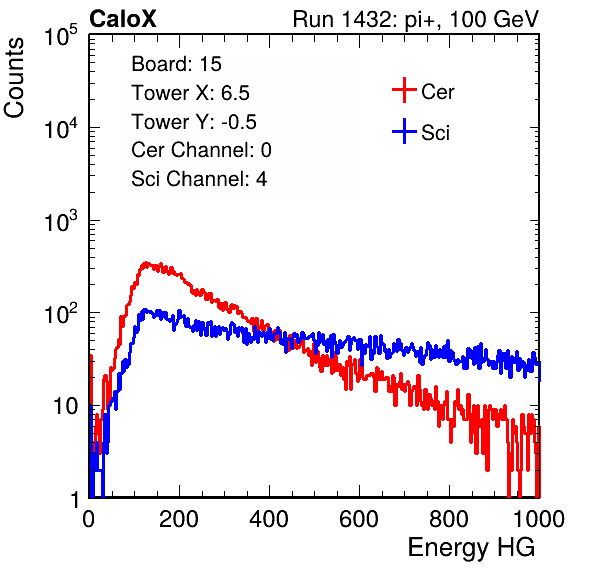 CaloX Run 1432: pi+, 100 GeV
Counts
Board: 15
Tower X: 6.5
Tower Y: -0.5
Cer Channel: 0
Sci Channel: 4
Cer
Sci
10^5
10^4
10^3
10^2
10
1
0 200 400 600 800 1000
Energy HG